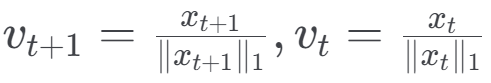 $v_{t+1} = \frac{x_{t+1}}{\|x_{t+1}\|_1}, v_t = \frac{x_t}{\|x_t\|_1}$